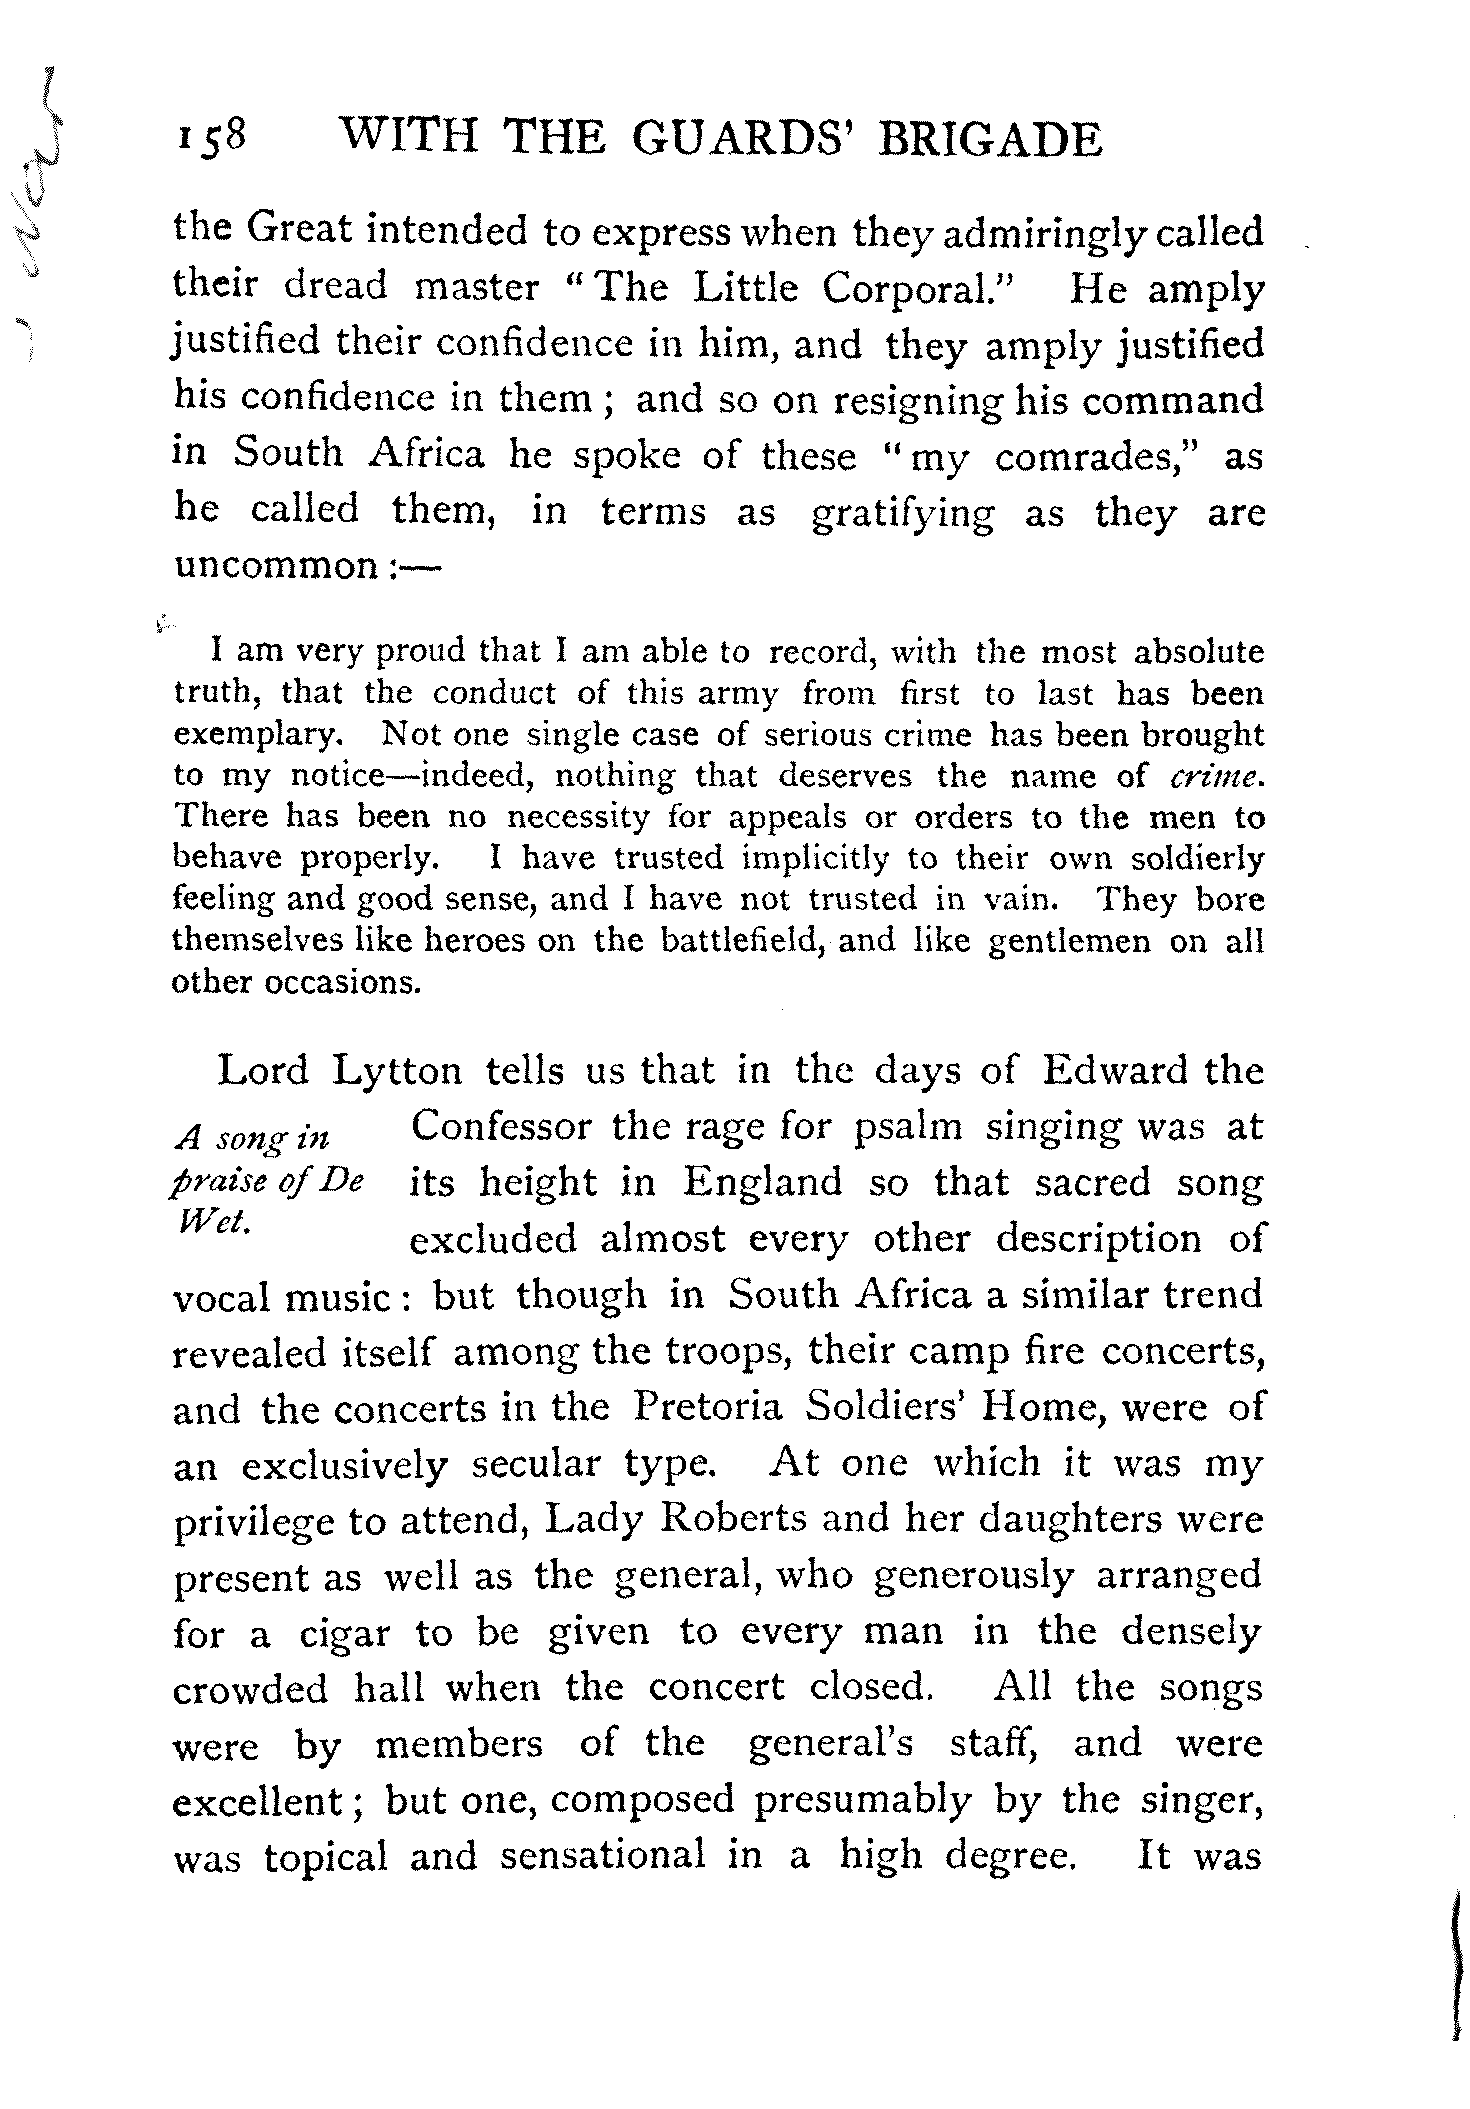 158 WITH THE GUARDS' BRIGADE
the Great intended to express when they admiringly called
their dread master "The Little Corporal." He amply
justified their confidence in him, and they amply justified
his confidence in them; and so on resigning his command
in South Africa he spoke of these "my comrades," as
he called them, in terms as gratifying as they are
uncommon:—
I am very proud that I am able to record, with the most absolute
truth, that the conduct of this army from first to last has been
exemplary. Not one single case of serious crime has been brought
to my notice—indeed, nothing that deserves the name of crime.
There has been no necessity for appeals or orders to the men to
behave properly. I have trusted implicitly to their own soldierly
feeling and good sense, and I have not trusted in vain. They bore
themselves like heroes on the battlefield, and like gentlemen on all
other occasions.
Lord Lytton tells us that in the days of Edward the
A song in
praise of De
Wet.
Confessor the rage for psalm singing was at
its height in England so that sacred song
excluded almost every other description of
vocal music: but though in South Africa a similar trend
revealed itself among the troops, their camp fire concerts,
and the concerts in the Pretoria Soldiers' Home, were of
an exclusively secular type. At one which it was my
privilege to attend, Lady Roberts and her daughters were
present as well as the general, who generously arranged
for a cigar to be given to every man in the densely
crowded hall when the concert closed. All the songs
were by members of the general's staff, and were
excellent; but one, composed presumably by the singer,
was topical and sensational in a high degree. It was